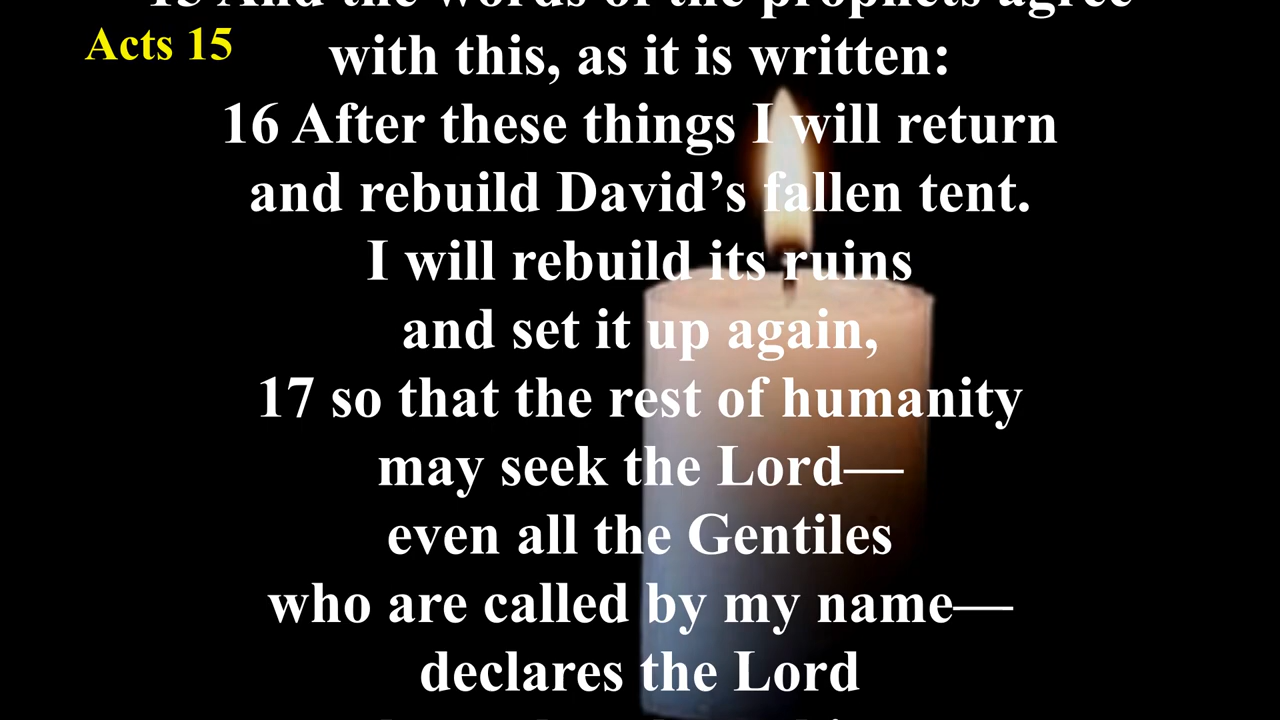 15 And the words of the prophets agree
Acts 15
with this, as it is written:
16 After these things I will return
and rebuild David’s fallen tent.
I will rebuild its ruins
and set it up again,
17 so that the rest of humanity
may seek the Lord—
even all the Gentiles
who are called by my name—
declares the Lord